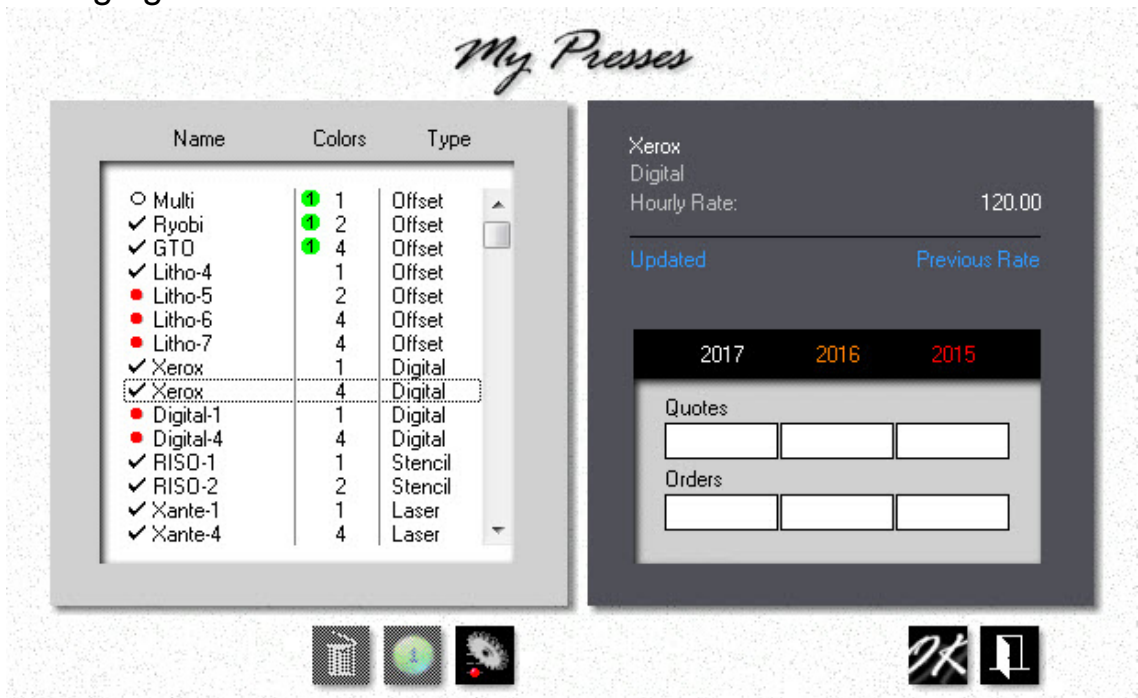 My Presses
Name Colors Type
Multi 1 1 Offset
Ryobi 1 2 Offset
GTO 1 4 Offset
Litho-4 1 Offset
Litho-5 2 Offset
Litho-6 4 Offset
Litho-7 4 Offset
Xerox 1 Digital
Xerox 4 Digital
Digital-1 1 Digital
Digital-4 4 Digital
RISO-1 1 Stencil
RISO-2 2 Stencil
Xante-1 1 Laser
Xante-4 4 Laser
Xerox
Digital
Hourly Rate: 120.00
Updated Previous Rate
2017 2016 2015
Quotes
Orders
1
OK